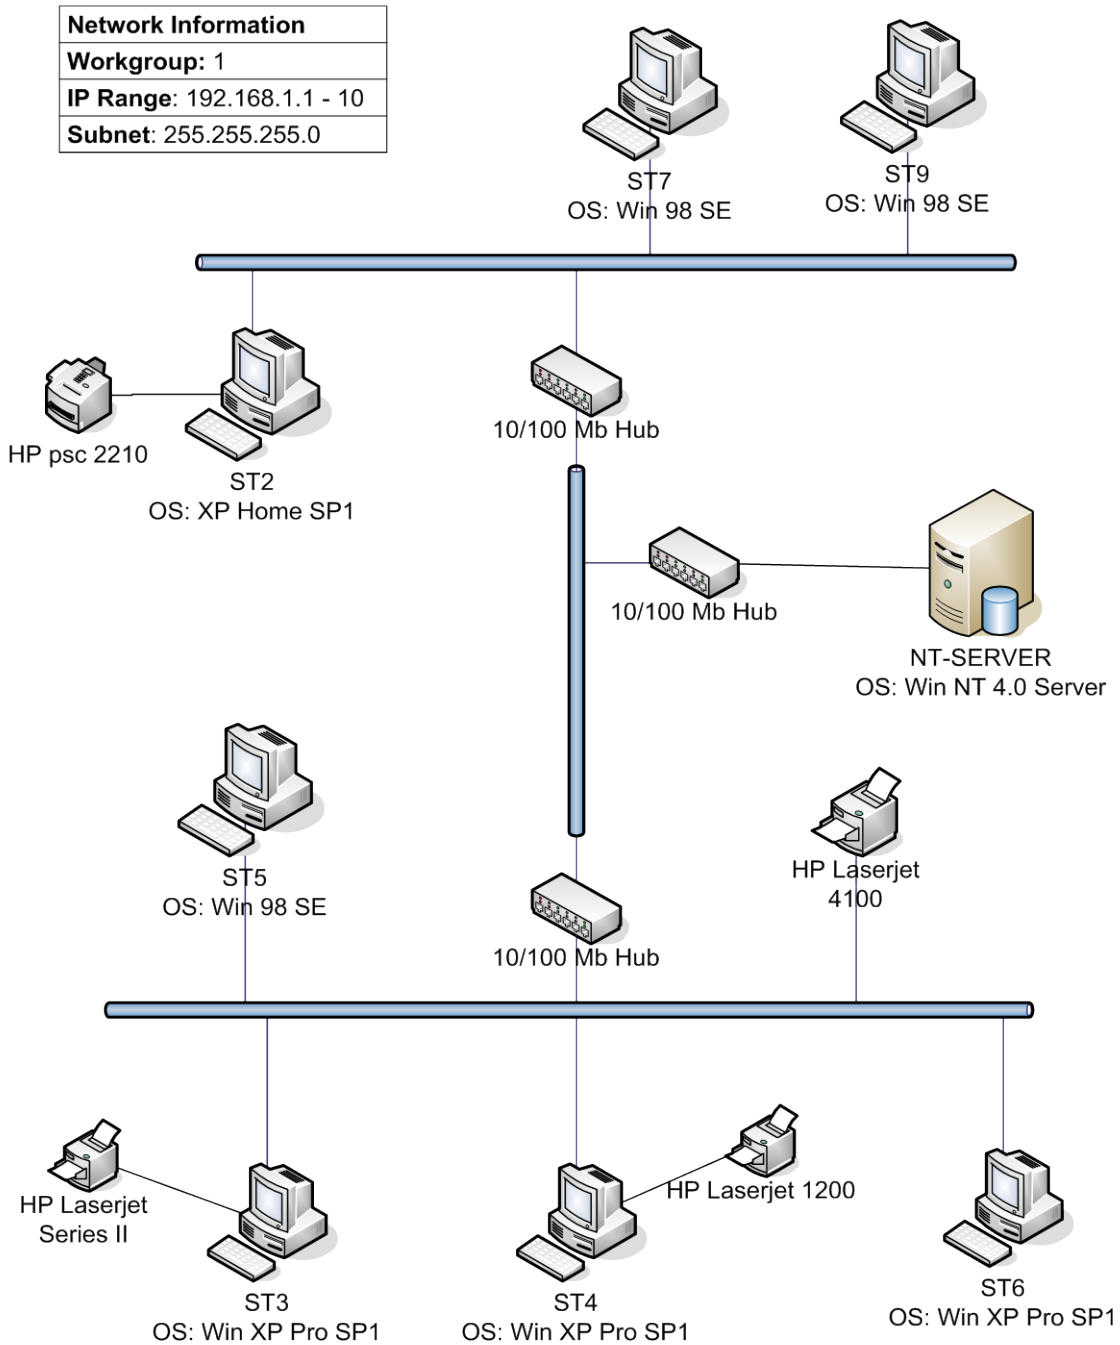 Network Information
Workgroup: 1
IP Range: 192.168.1.1 - 10
Subnet: 255.255.255.0
ST7
OS: Win 98 SE
ST9
OS: Win 98 SE
HP psc 2210
ST2
OS: XP Home SP1
10/100 Mb Hub
10/100 Mb Hub
NT-SERVER
OS: Win NT 4.0 Server
ST5
OS: Win 98 SE
HP Laserjet
4100
10/100 Mb Hub
HP Laserjet
Series II
ST3
OS: Win XP Pro SP1
HP Laserjet 1200
ST4
OS: Win XP Pro SP1
ST6
OS: Win XP Pro SP1